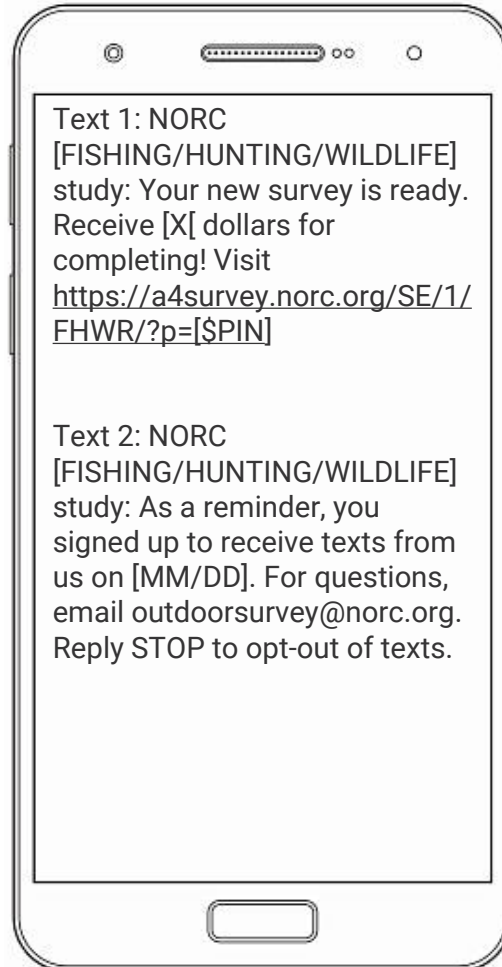 Text 1: NORC
[FISHING/HUNTING/WILDLIFE]
study: Your new survey is ready.
Receive [X[ dollars for
completing! Visit
https://a4survey.norc.org/SE/1/
FHWR/?p=[$PIN]
Text 2: NORC
[FISHING/HUNTING/WILDLIFE]
study: As a reminder, you
signed up to receive texts from
us on [MM/DD]. For questions,
email outdoorsurvey@norc.org.
Reply STOP to opt-out of texts.